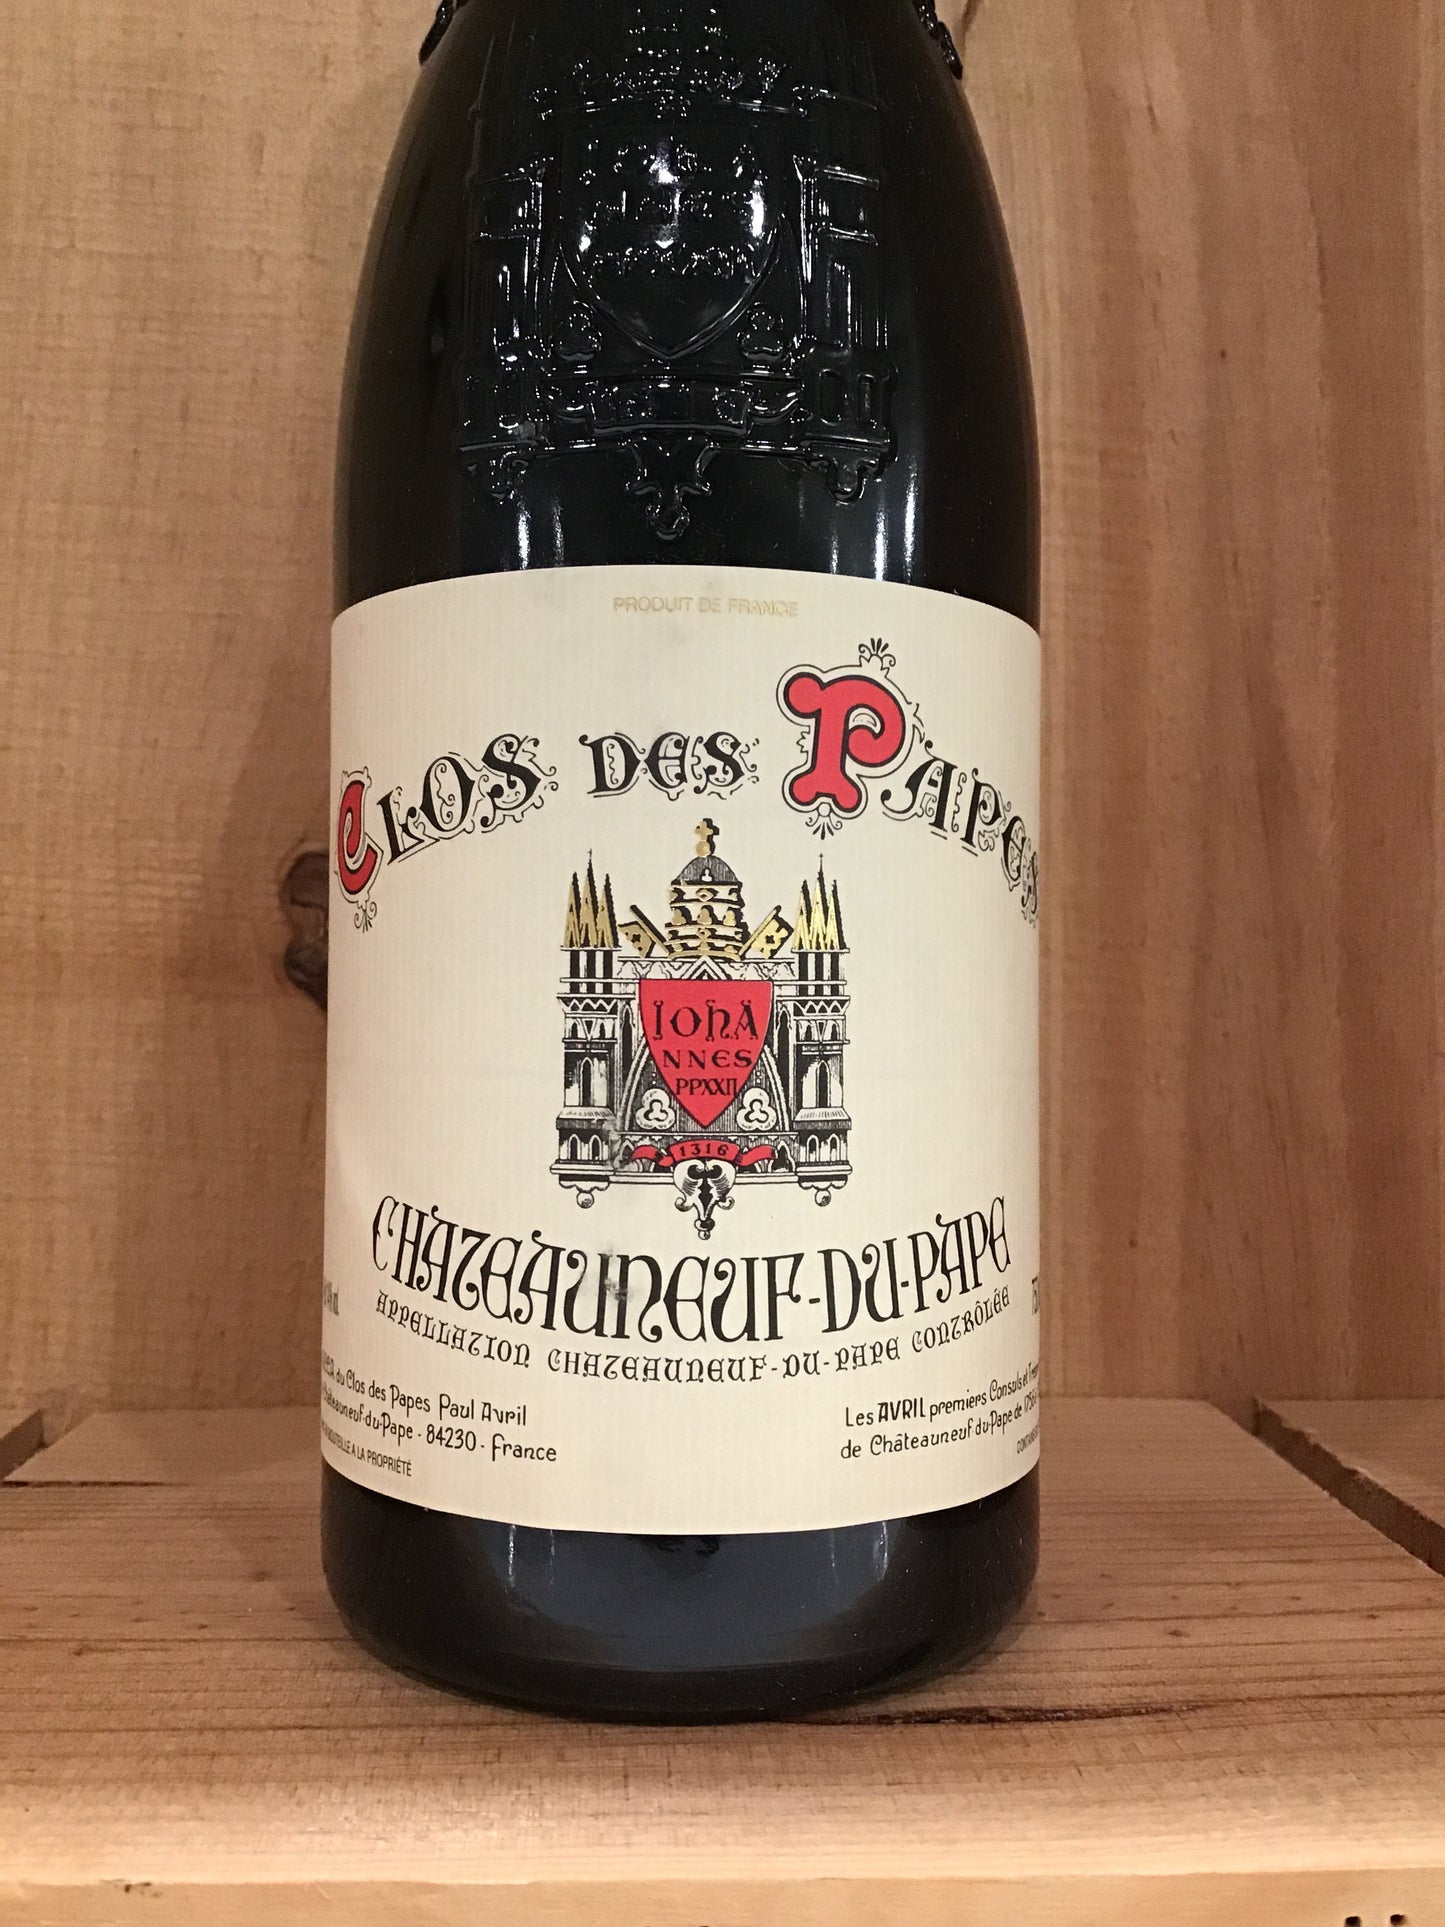 PRODUIT DE FRANCE
CLOS DES PAPES
IOHA
NNES
PPXXII
1316
CHATEAUNEUF-DU-PAPE
APPELLATION CHATEAUNEUF-DU-PAPE CONTRÔLÉE
du Clos des Papes Paul Avril
Châteauneuf-du-Pape - 84230 - France
A LA PROPRIÉTÉ
Les AVRIL premiers Consuls et
de Châteauneuf-du-Pape de